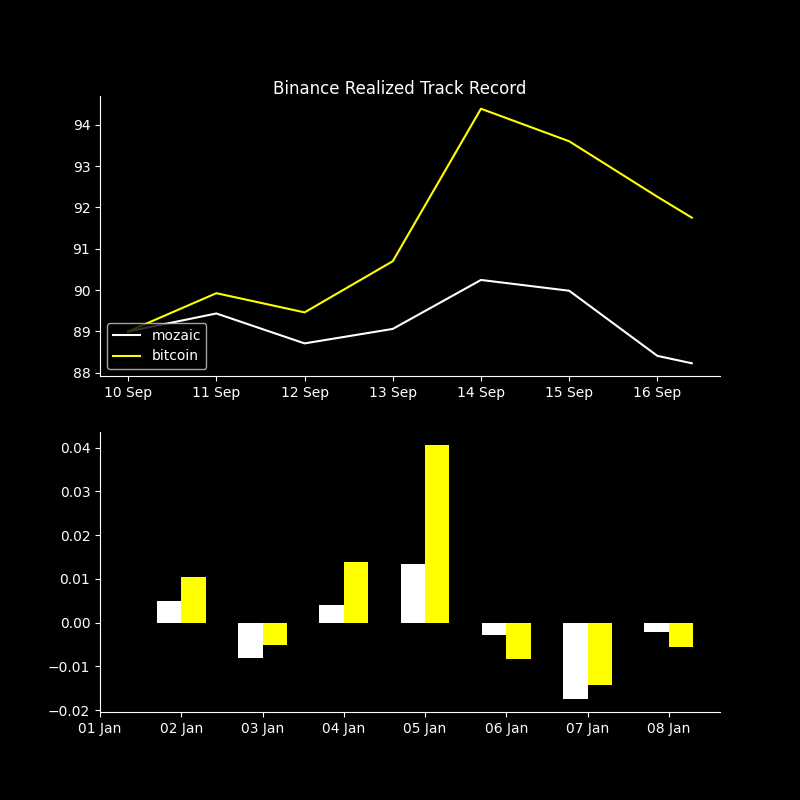 Binance Realized Track Record
94
93
92
91
90
89
88
mozaic
bitcoin
10 Sep 11 Sep 12 Sep 13 Sep 14 Sep 15 Sep 16 Sep
0.04
0.03
0.02
0.01
0.00
−0.01
−0.02
01 Jan 02 Jan 03 Jan 04 Jan 05 Jan 06 Jan 07 Jan 08 Jan